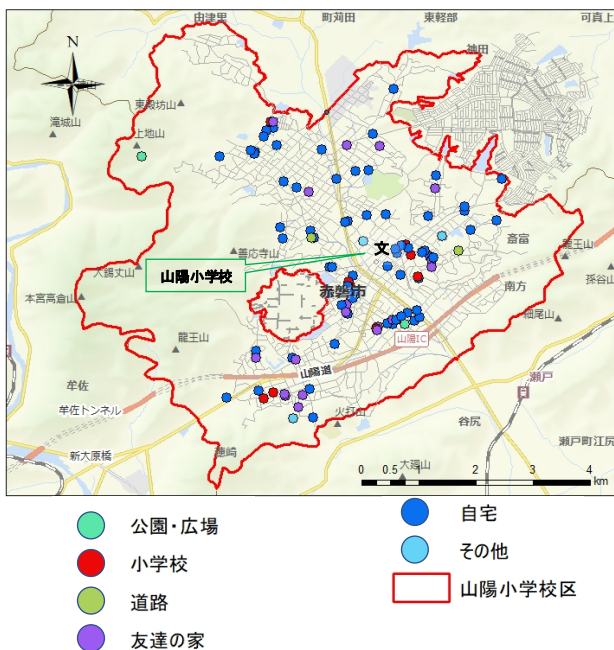 由津里
町苅田
東軽部
可真上
N
神田
東殿坊山
滝城山
上地山
文
善応寺山
斎富
龍王山
山陽小学校
大鍋丈山
孫谷山
本宮高倉山
赤磐市
南方
龍王山
山陽IC
山陽道
瀬戸
牟佐
牟佐トンネル
火打山
谷尻
瀬戸町江尻
新大原橋
大廻山
0 0.5 1 2 3 4
km
公園・広場
小学校
道路
友達の家
自宅
その他
山陽小学校区